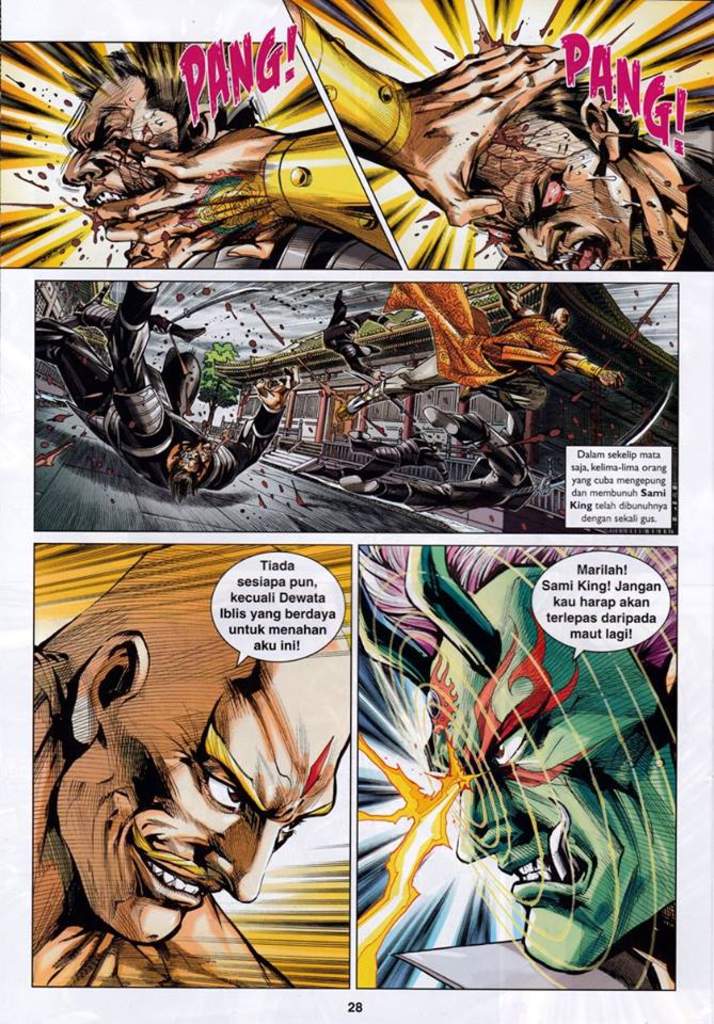 PANG!
PANG!
Dalam sekelip mata
saja, kelima-lima orang
yang cuba mengepung
dan membunuh Sami
King telah dibunuhnya
dengan sekali gus.
Tiada
sesiapa pun,
kecuali Dewata
Iblis yang berdaya
untuk menahan
aku ini!
Marilah!
Sami King! Jangan
kau harap akan
terlepas daripada
maut lagi!
28